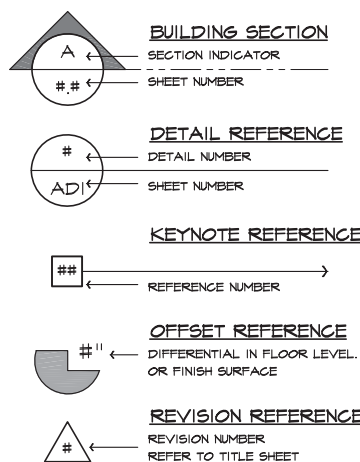 BUILDING SECTION
A
SECTION INDICATOR
#.#
SHEET NUMBER
DETAIL REFERENCE
#
DETAIL NUMBER
AD1
SHEET NUMBER
KEYNOTE REFERENCE
##
REFERENCE NUMBER
OFFSET REFERENCE
#"
DIFFERENTIAL IN FLOOR LEVEL.
OR FINISH SURFACE
REVISION REFERENCE
#
REVISION NUMBER
REFER TO TITLE SHEET